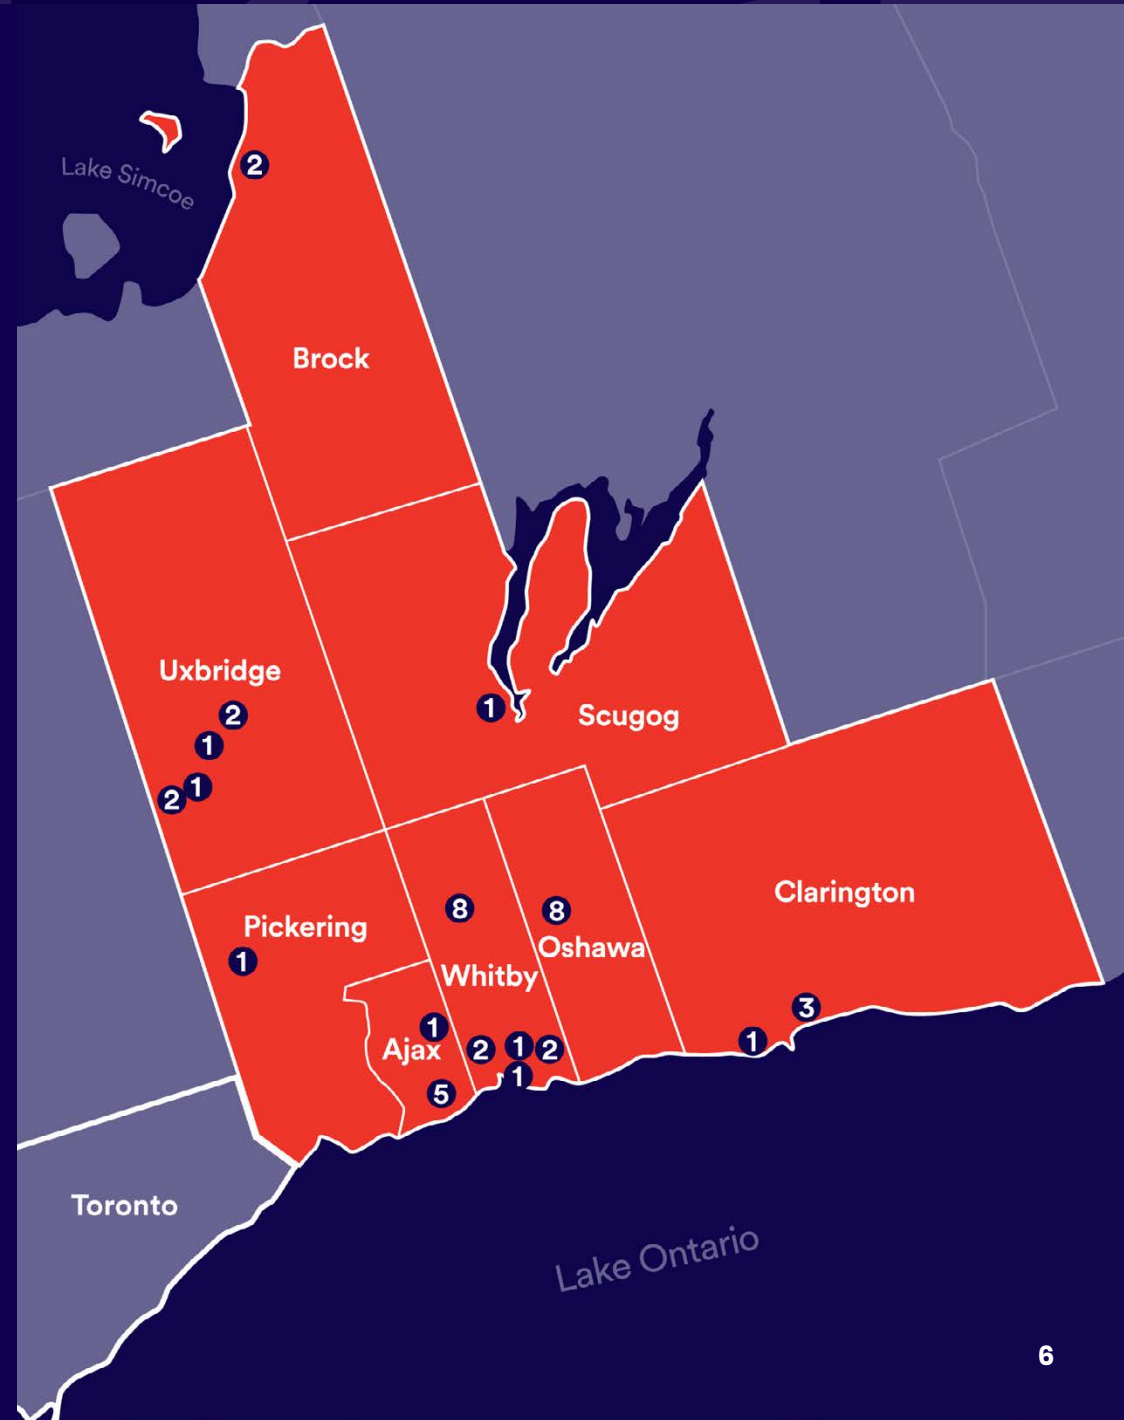 2
Lake Simcoe
Brock
Uxbridge
2
1
1
2
1
Scugog
Clarington
8
8
Pickering
Oshawa
1
Whitby
3
1
1
Ajax
2
1
2
1
5
Toronto
Lake Ontario
6